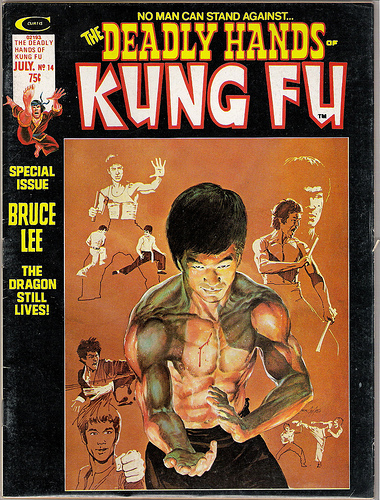 CURTIS
NO MAN CAN STAND AGAINST...
THE DEADLY HANDS OF
KUNG FU
TM
02193
THE DEADLY
HANDS OF
KUNG FU
JULY. Nº 14
75¢
SPECIAL
ISSUE
BRUCE
LEE
THE
DRAGON
STILL
LIVES!